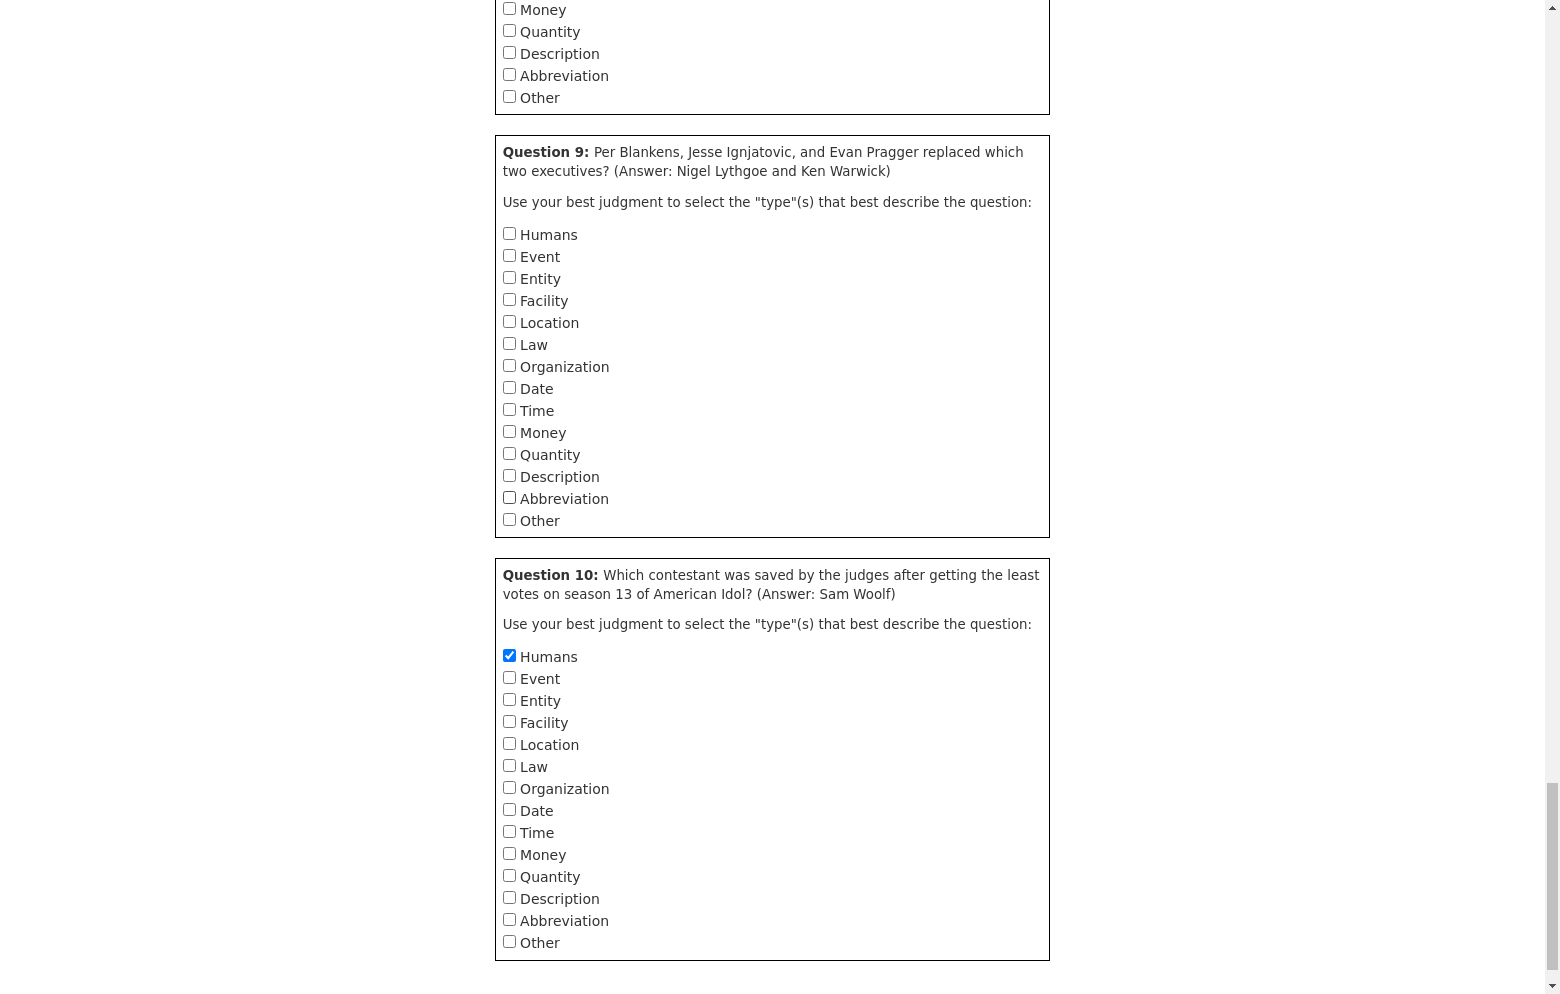 Money
Quantity
Description
Abbreviation
Other
Question 9: Per Blankens, Jesse Ignjatovic, and Evan Pragger replaced which
two executives? (Answer: Nigel Lythgoe and Ken Warwick)
Use your best judgment to select the "type"(s) that best describe the question:
Humans
Event
Entity
Facility
Location
Law
Organization
Date
Time
Money
Quantity
Description
Abbreviation
Other
Question 10: Which contestant was saved by the judges after getting the least
votes on season 13 of American Idol? (Answer: Sam Woolf)
Use your best judgment to select the "type"(s) that best describe the question:
Humans
Event
Entity
Facility
Location
Law
Organization
Date
Time
Money
Quantity
Description
Abbreviation
Other